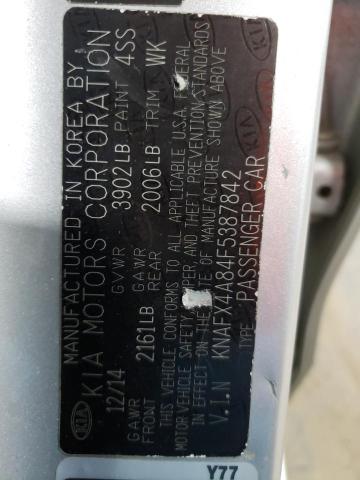 MANUFACTURED IN KOREA BY
KIA KIA MOTORS CORPORATION
12/14 GVWR 3902LB PAINT 4SS
GAWR FRONT 2161LB GAWR REAR 2006LB TRIM WK
THIS VEHICLE CONFORMS TO ALL APPLICABLE U.S.A. FEDERAL
MOTOR VEHICLE SAFETY, BUMPER, AND THEFT PREVENTION STANDARDS
IN EFFECT ON THE DATE OF MANUFACTURE SHOWN ABOVE
V.I.N KNAFX4A84F5387842
TYPE: PASSENGER CAR
Y77